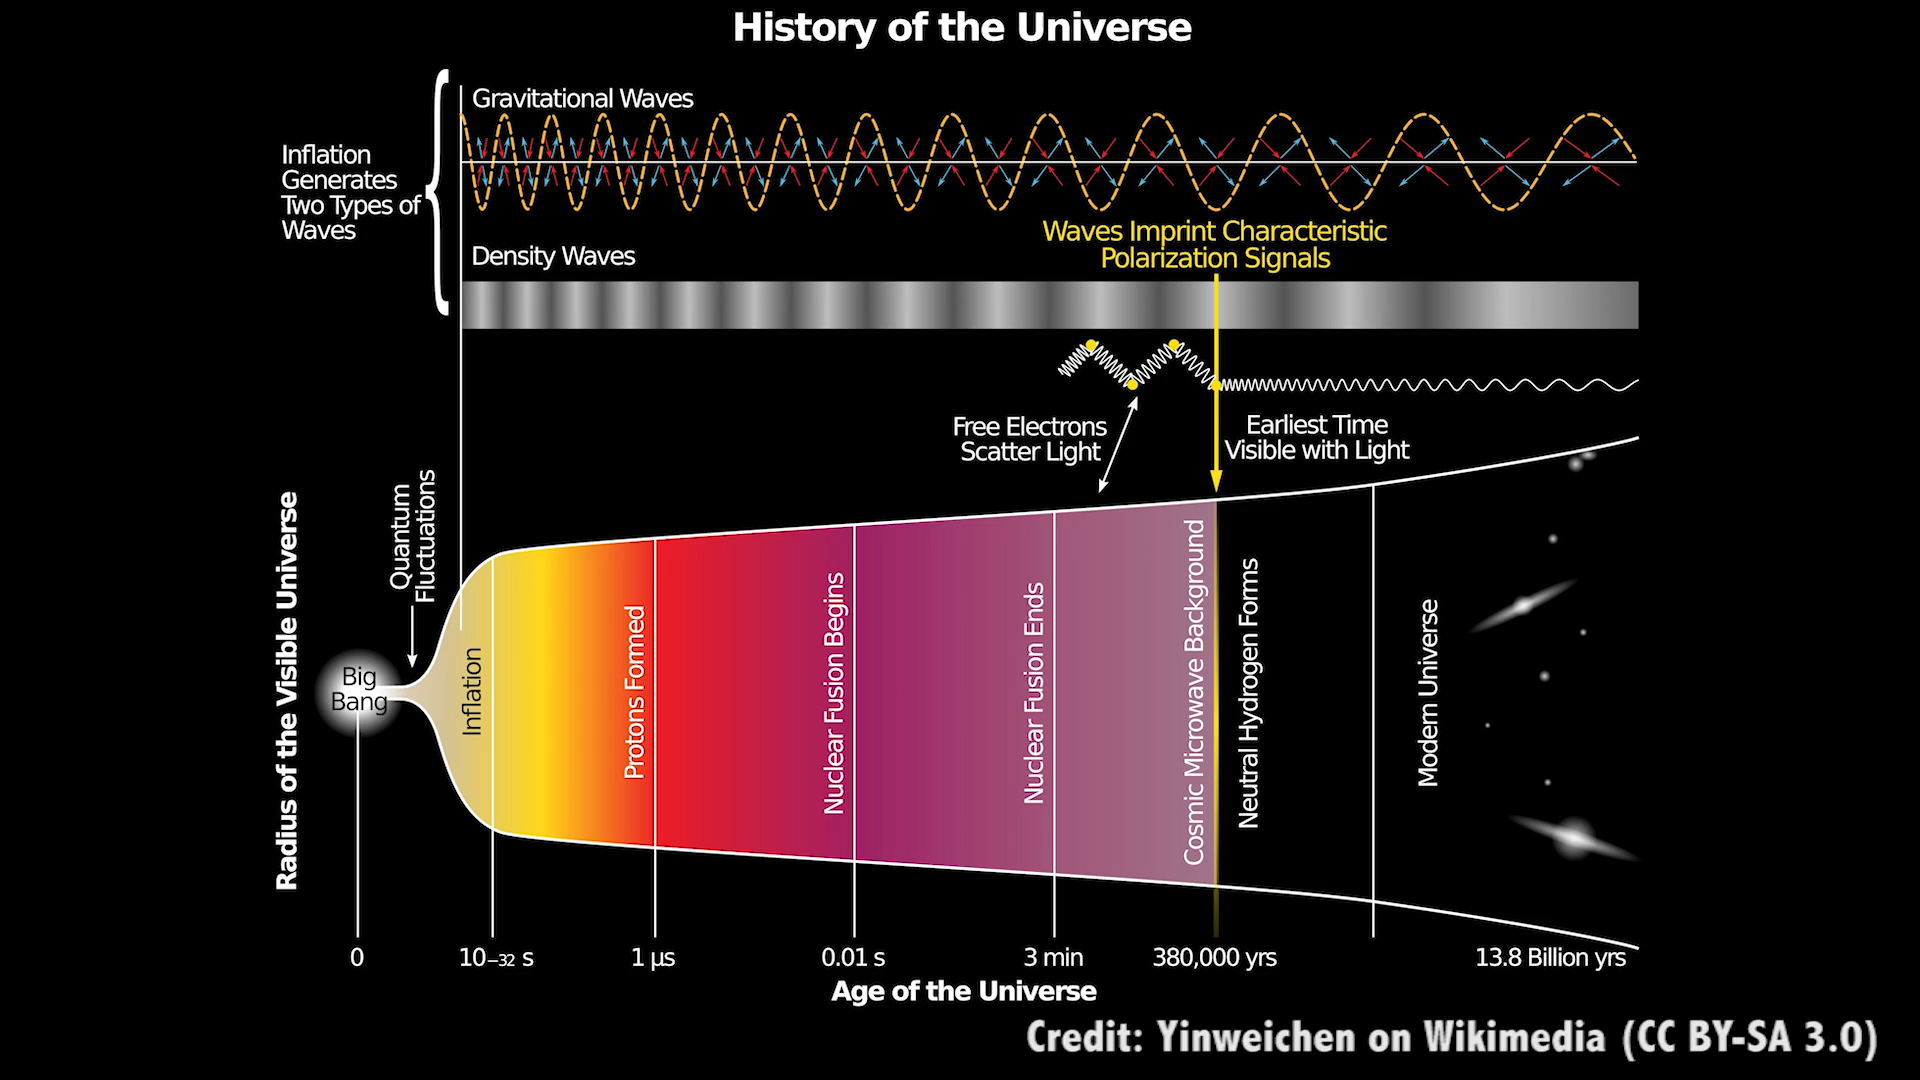 History of the Universe
Gravitational Waves
Inflation
Generates
Two Types of
Waves
Waves Imprint Characteristic
Polarization Signals
Density Waves
Free Electrons
Scatter Light
Earliest Time
Visible with Light
Quantum
Fluctuations
Radius of the Visible Universe
Big
Bang
Inflation
Protons Formed
Nuclear Fusion Begins
Nuclear Fusion Ends
Cosmic Microwave Background
Neutral Hydrogen Forms
Modern Universe
0
10−32 s
1 µs
0.01 s
3 min
380,000 yrs
13.8 Billion yrs
Age of the Universe
Credit: Yinweichen on Wikimedia (CC BY-SA 3.0)